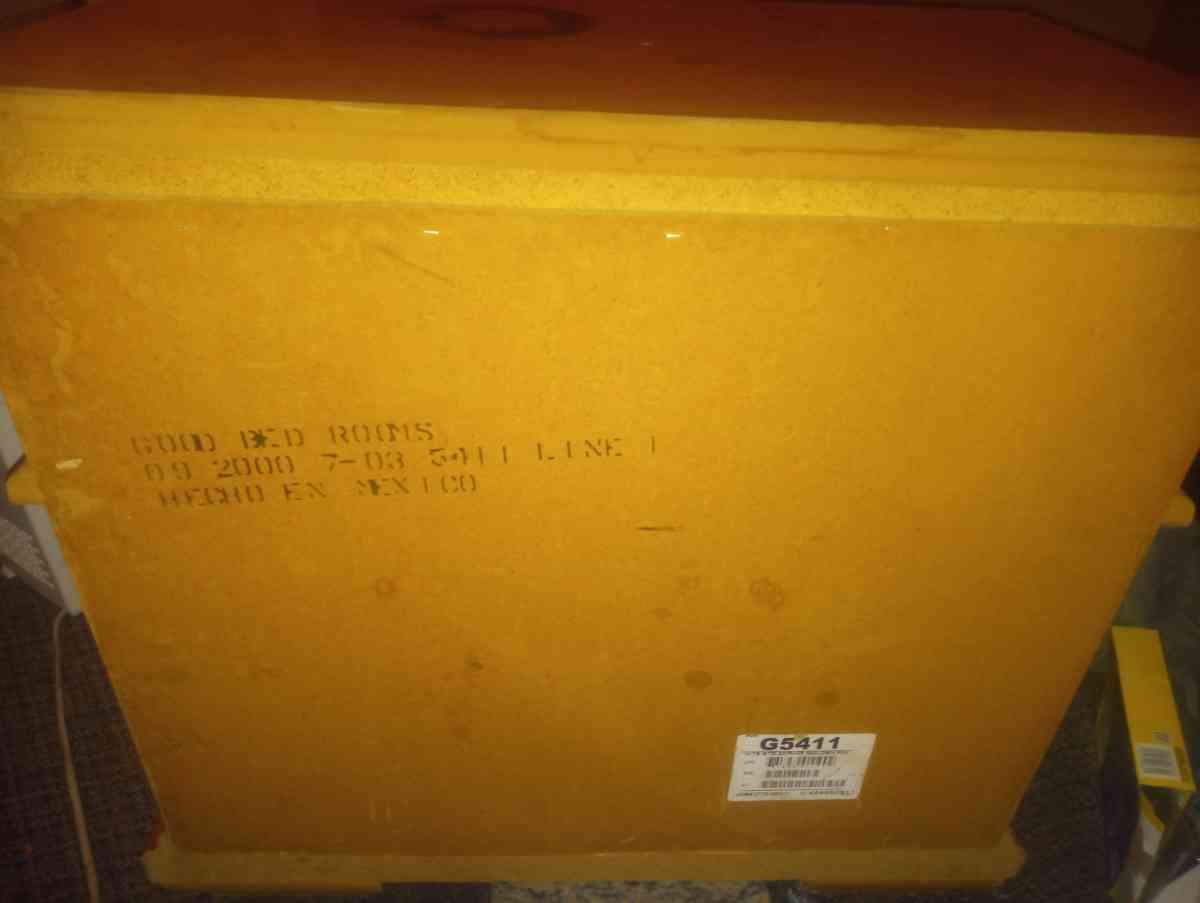 GOOD BED ROOMS
09 2000 7-03 5411 LINE 1
HECHO EN MEXICO
G5411